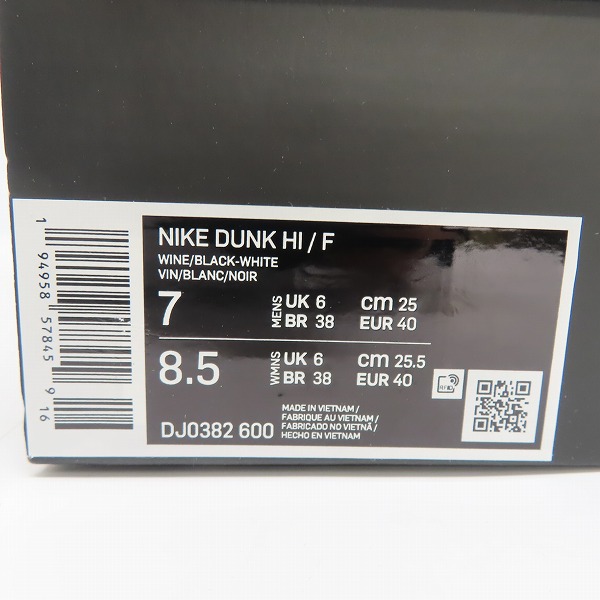 NIKE DUNK HI / F
WINE/BLACK-WHITE
VIN/BLANC/NOIR
7 MENS UK 6 cm 25
BR 38 EUR 40
8.5 WMNS UK 6 cm 25.5
BR 38 EUR 40
RFID
MADE IN VIETNAM/
FABRIQUE AU VIETNAM/
FABRICADO NO VIETNÃ/
HECHO EN VIETNAM
DJ0382 600
1 94958 57845 916